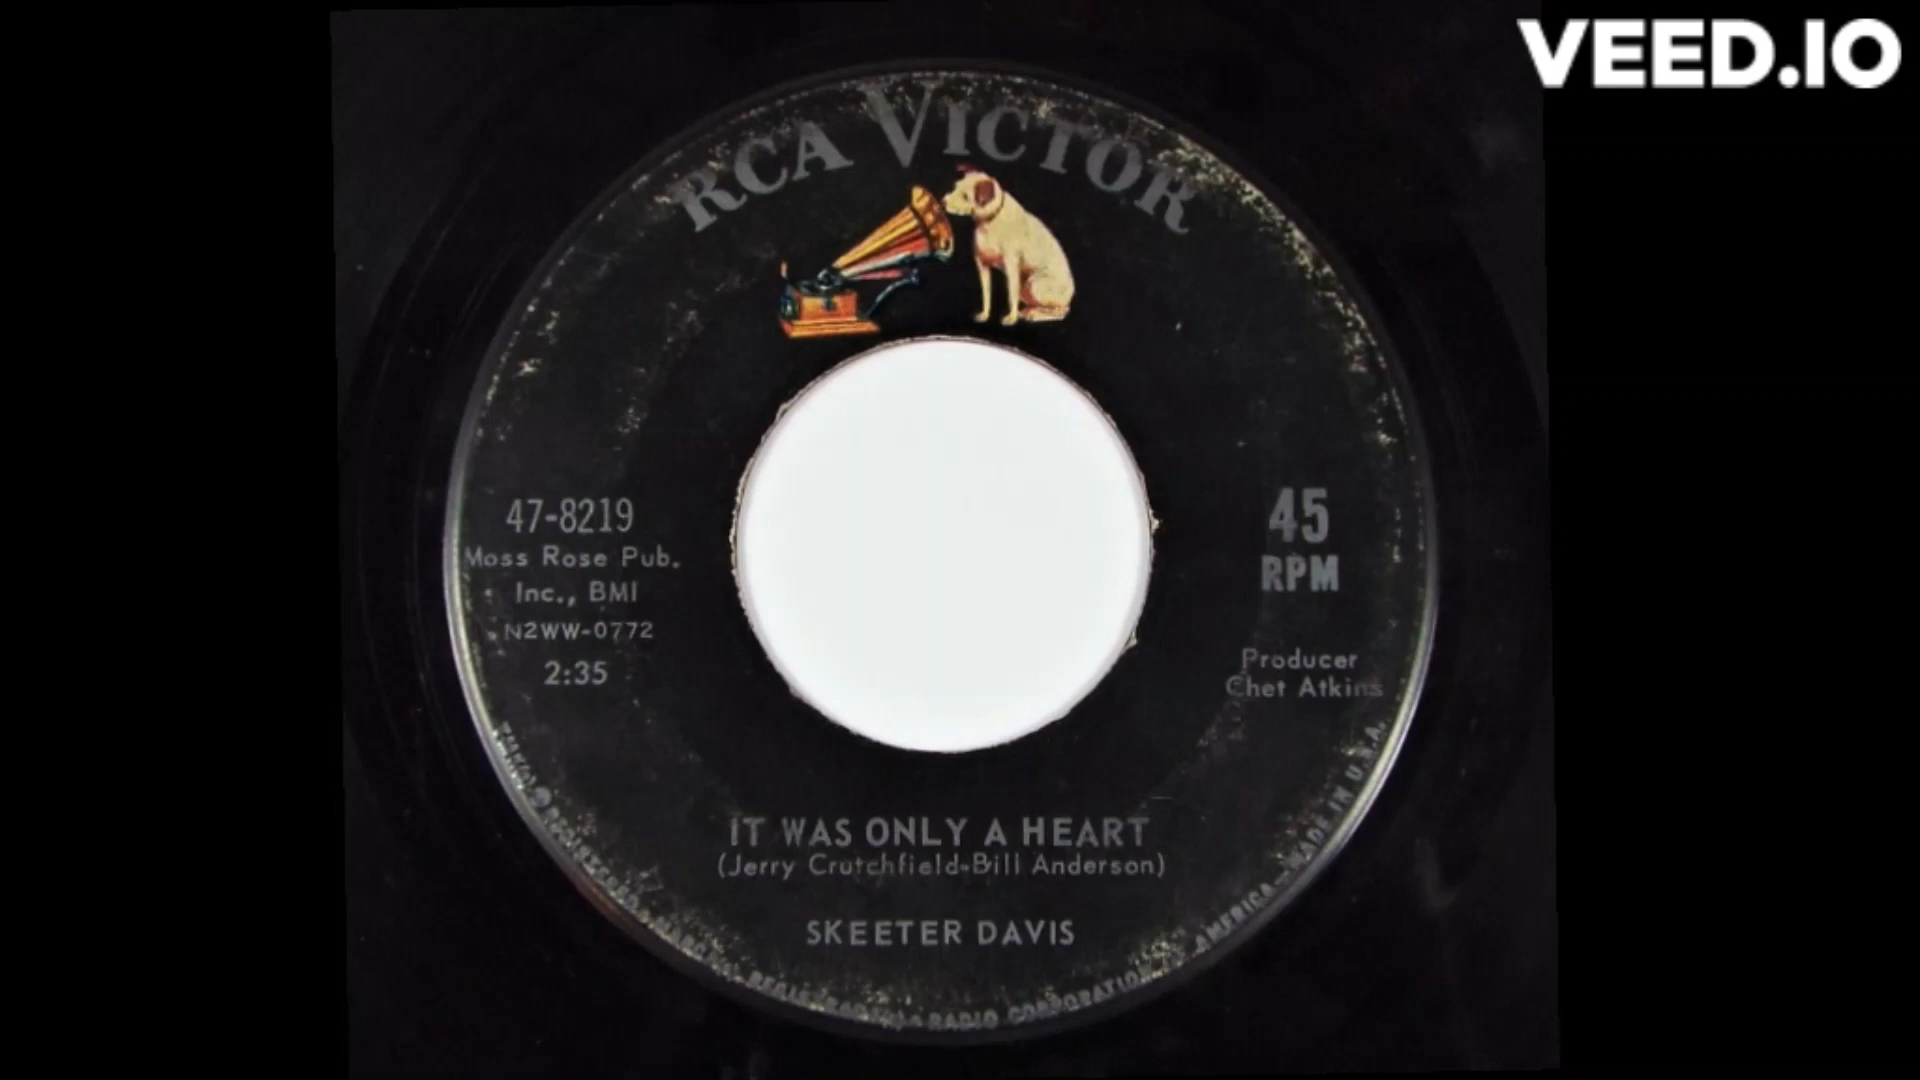 VEED.IO
RCA VICTOR
47-8219
Moss Rose Pub.
Inc., BMI
N2WW-0772
2:35
45
RPM
Producer
Chet Atkins
IT WAS ONLY A HEART
(Jerry Crutchfield-Bill Anderson)
SKEETER DAVIS
RADIO CORPORATION OF AMERICA—MADE IN U.S.A.